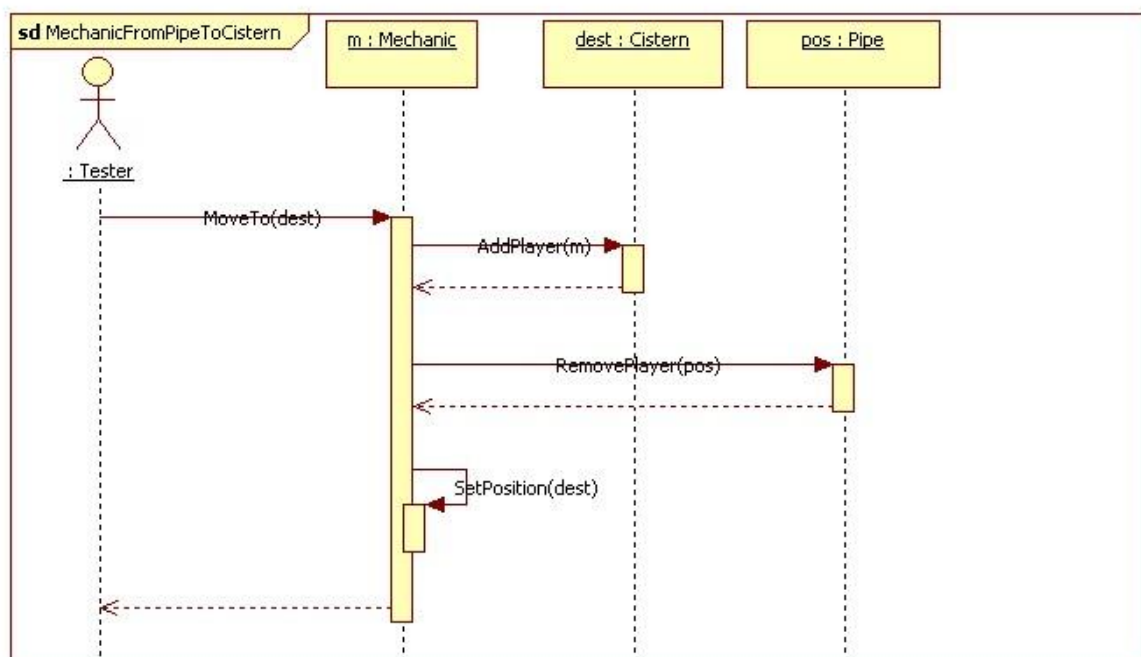 sd MechanicFromPipeToCistern
m : Mechanic
dest : Cistern
pos : Pipe
: Tester
MoveTo(dest)
AddPlayer(m)
RemovePlayer(pos)
SetPosition(dest)